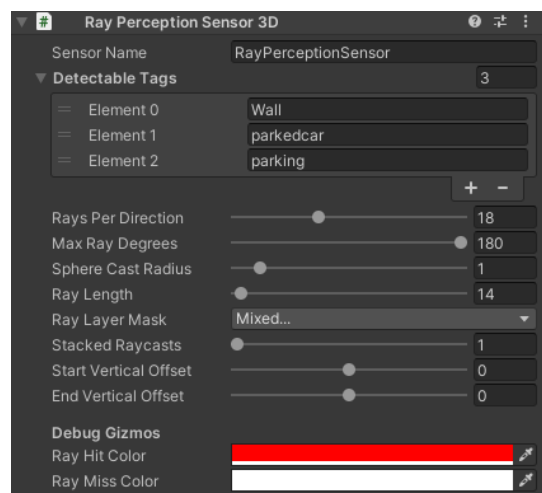 # Ray Perception Sensor 3D
Sensor Name RayPerceptionSensor
Detectable Tags 3
Element 0 Wall
Element 1 parkedcar
Element 2 parking
+ -
Rays Per Direction 18
Max Ray Degrees 180
Sphere Cast Radius 1
Ray Length 14
Ray Layer Mask Mixed...
Stacked Raycasts 1
Start Vertical Offset 0
End Vertical Offset 0
Debug Gizmos
Ray Hit Color
Ray Miss Color